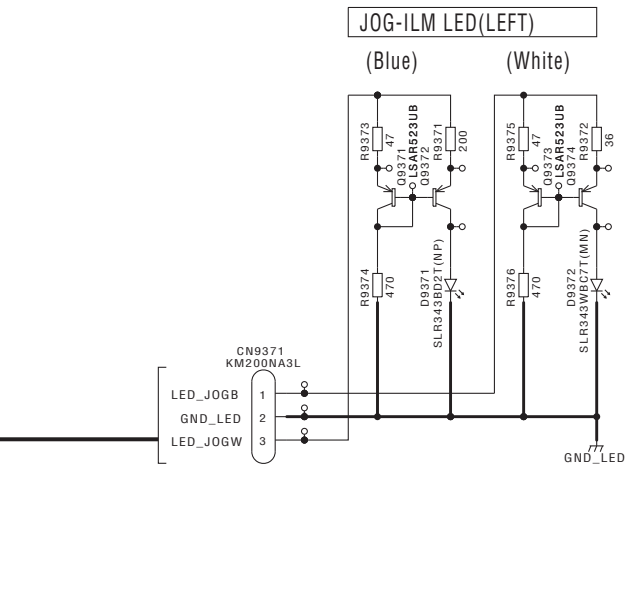 JOG-ILM LED(LEFT)
(Blue)
(White)
R9373
47
Q9371
LSAR523UB
Q9372
R9371
200
R9375
47
Q9373
LSAR523UB
Q9374
R9372
36
R9374
470
D9371
SLR343BD2T(NP)
R9376
470
D9372
SLR343WBC7T(MN)
CN9371
KM200NA3L
LED_JOGB 1
GND_LED 2
LED_JOGW 3
GND_LED